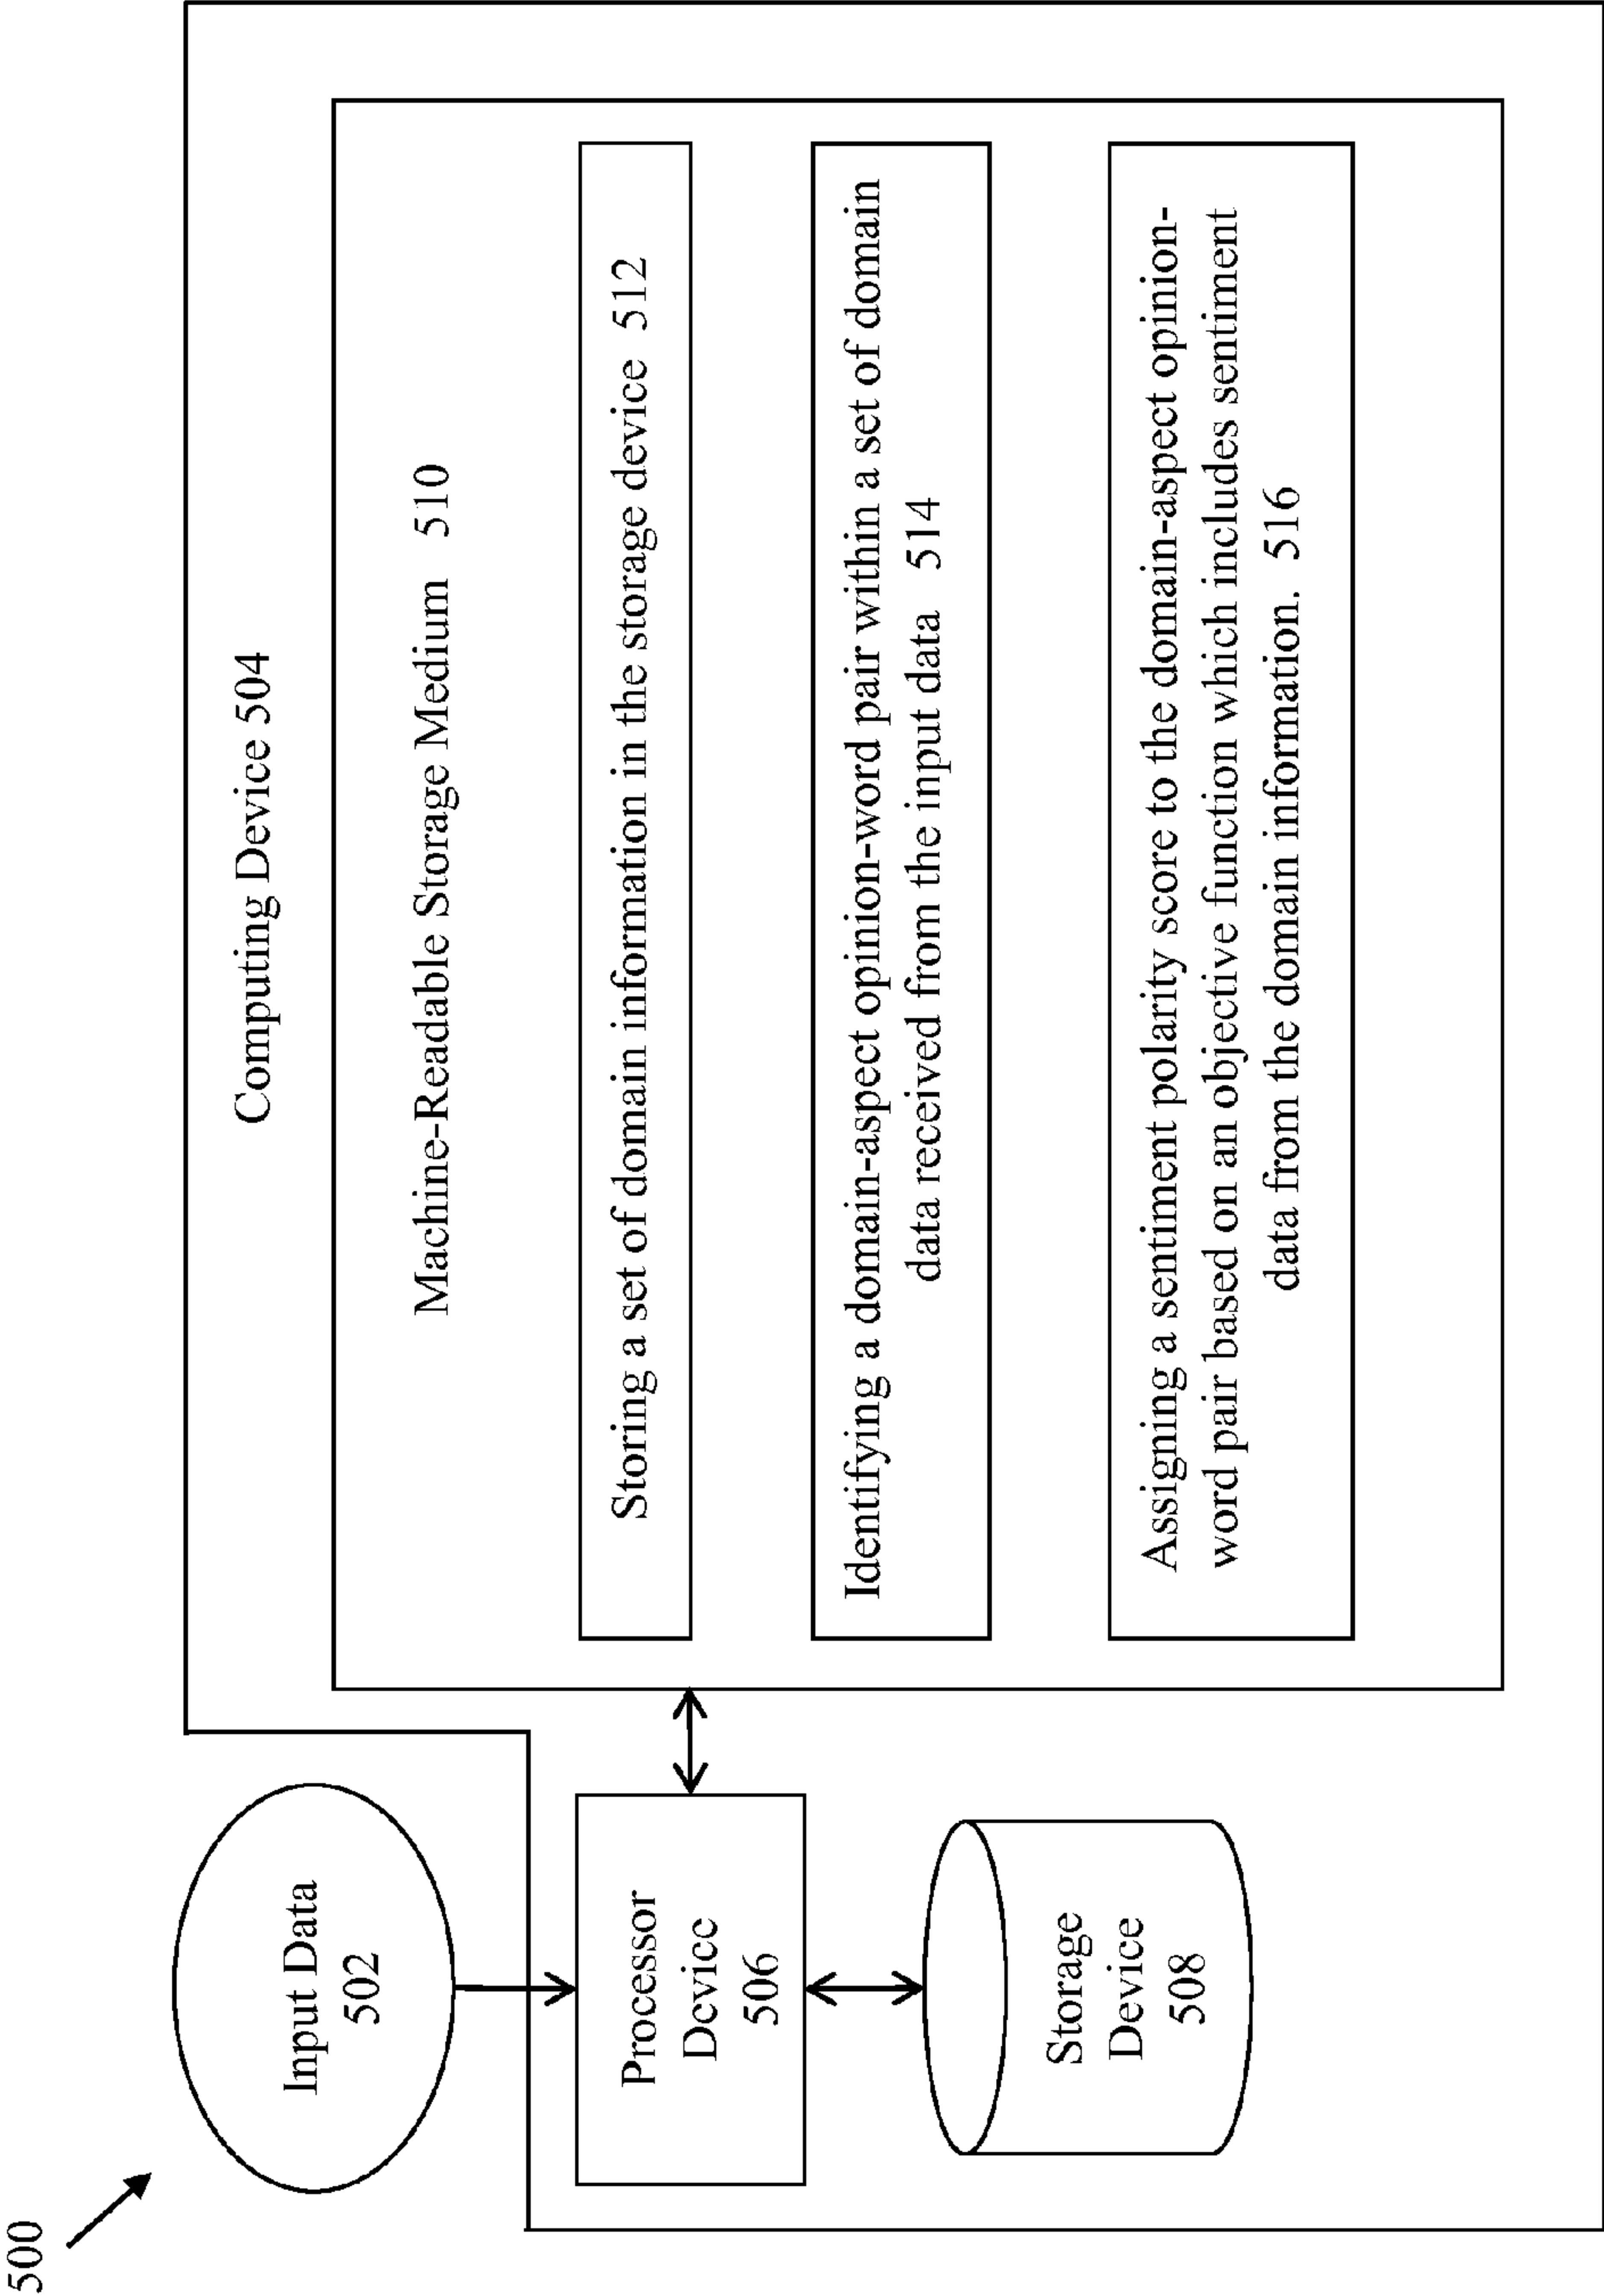 500
Input Data
502
Computing Device 504
Processor
Device
506
Storage
Device
508
Machine-Readable Storage Medium 510
Storing a set of domain information in the storage device 512
Identifying a domain-aspect opinion-word pair within a set of domain
data received from the input data 514
Assigning a sentiment polarity score to the domain-aspect opinion-
word pair based on an objective function which includes sentiment
data from the domain information. 516